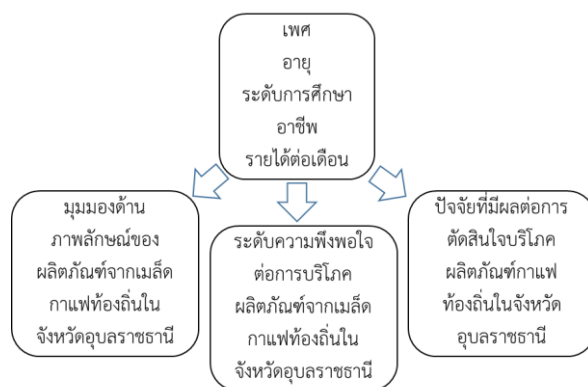 เพศ
อายุ
ระดับการศึกษา
อาชีพ
รายได้ต่อเดือน
มุมมองด้าน
ภาพลักษณ์ของ
ผลิตภัณฑ์จากเมล็ด
กาแฟท้องถิ่นใน
จังหวัดอุบลราชธานี
ระดับความพึงพอใจ
ต่อการบริโภค
ผลิตภัณฑ์จากเมล็ด
กาแฟท้องถิ่นใน
จังหวัดอุบลราชธานี
ปัจจัยที่มีผลต่อการ
ตัดสินใจบริโภค
ผลิตภัณฑ์กาแฟ
ท้องถิ่นในจังหวัด
อุบลราชธานี